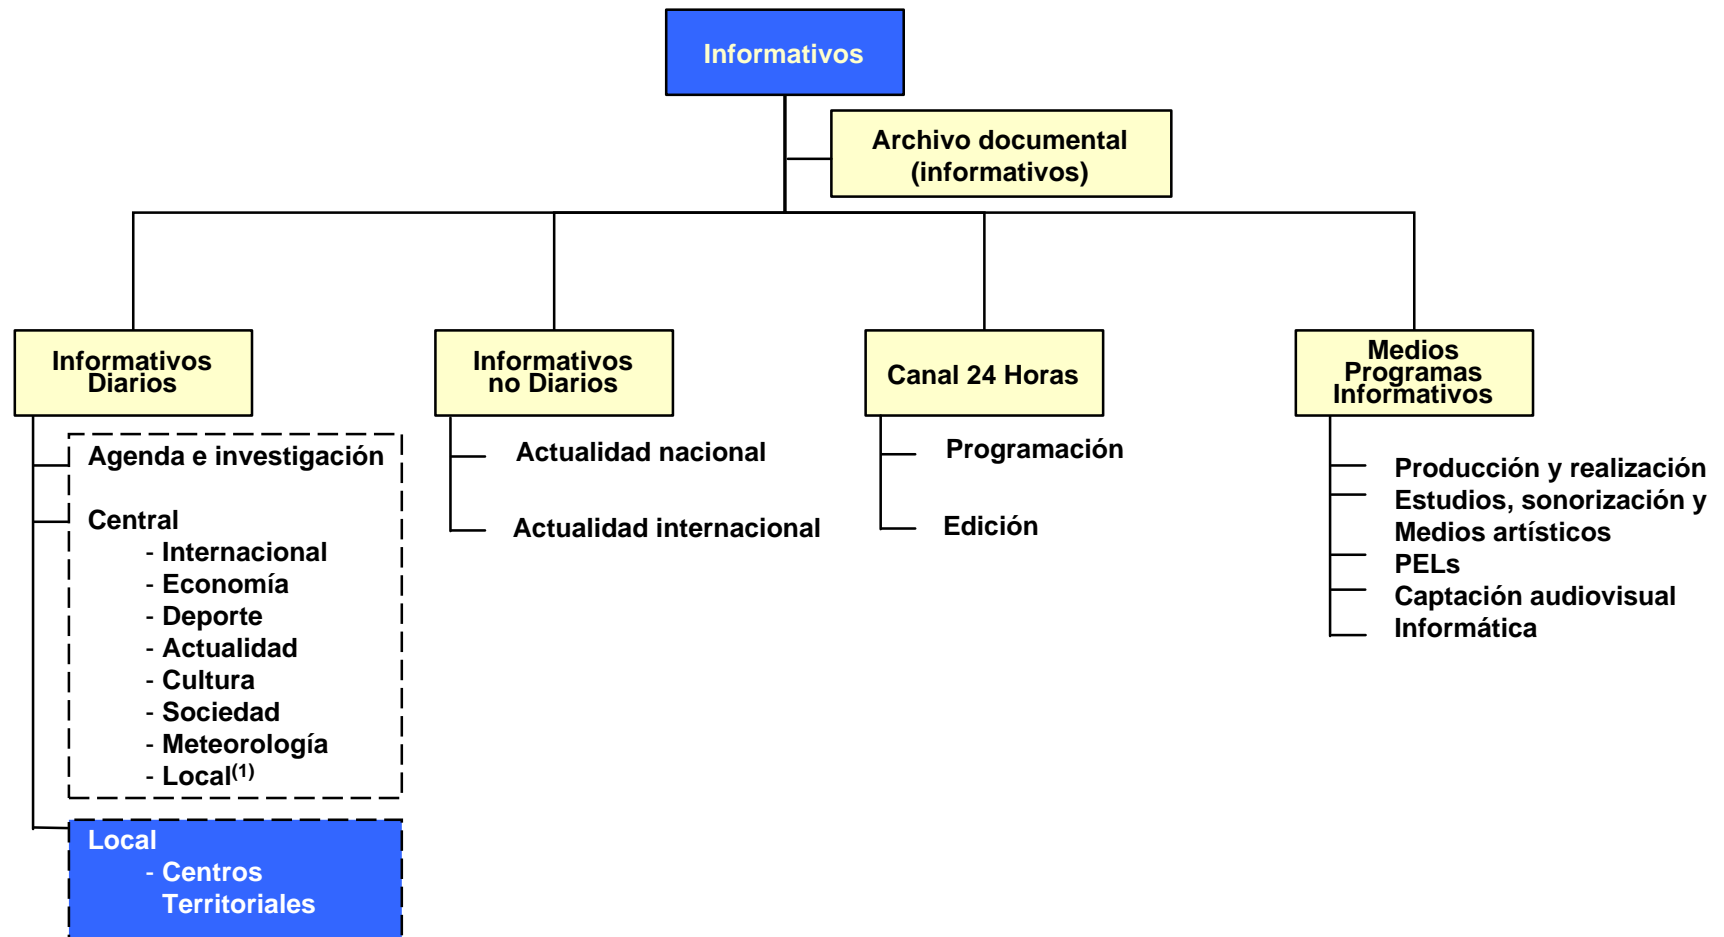 Informativos
Archivo documental
(informativos)
Informativos
Diarios
Informativos
no Diarios
Canal 24 Horas
Medios
Programas
Informativos
Agenda e investigación
Central
- Internacional
- Economía
- Deporte
- Actualidad
- Cultura
- Sociedad
- Meteorología
- Local(1)
Local
- Centros
Territoriales
Actualidad nacional
Actualidad internacional
Programación
Edición
Producción y realización
Estudios, sonorización y
Medios artísticos
PELs
Captación audiovisual
Informática